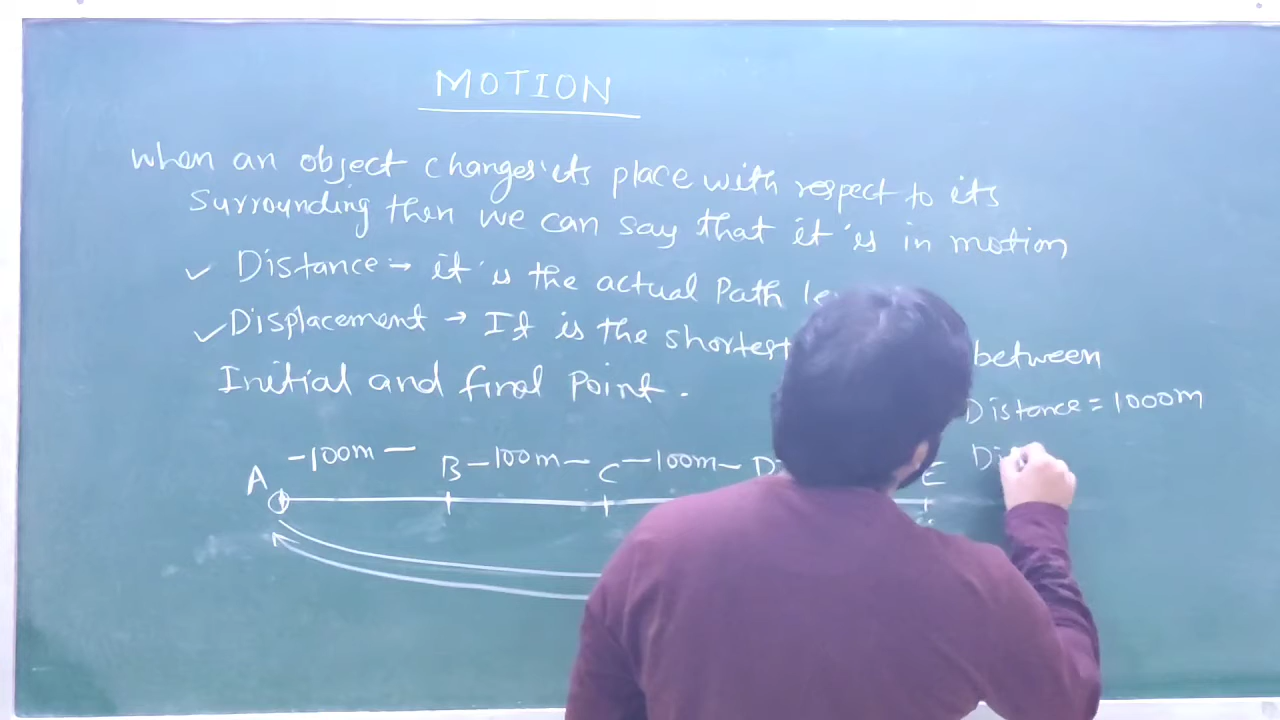 MOTION
when an object changes its place with respect to its
surrounding then we can say that it is in motion
✓ Distance → it is the actual Path
✓ Displacement → It is the shortest between
Initial and final Point.
Distance = 1000m
A -100m- B -100m- C -100m- D E